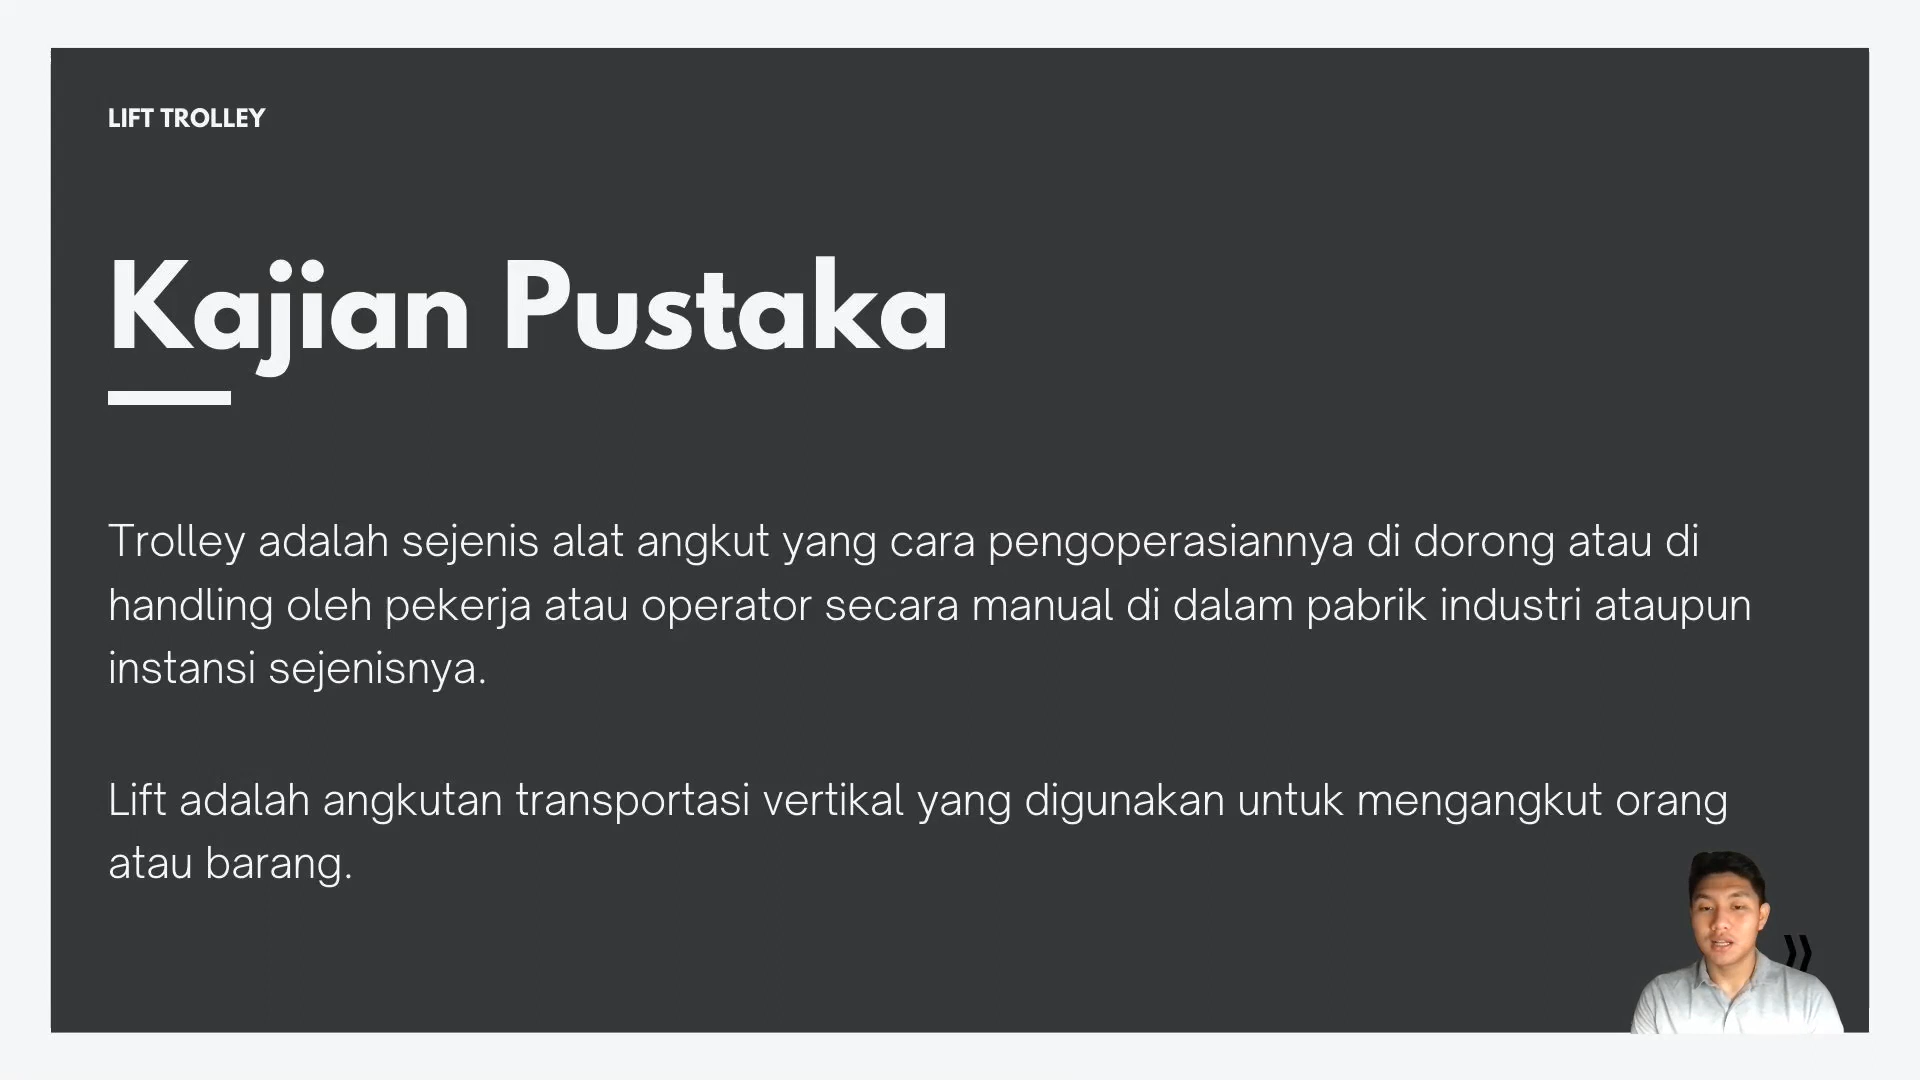 LIFT TROLLEY
Kajian Pustaka
Trolley adalah sejenis alat angkut yang cara pengoperasiannya di dorong atau di
handling oleh pekerja atau operator secara manual di dalam pabrik industri ataupun
instansi sejenisnya.
Lift adalah angkutan transportasi vertikal yang digunakan untuk mengangkut orang
atau barang.